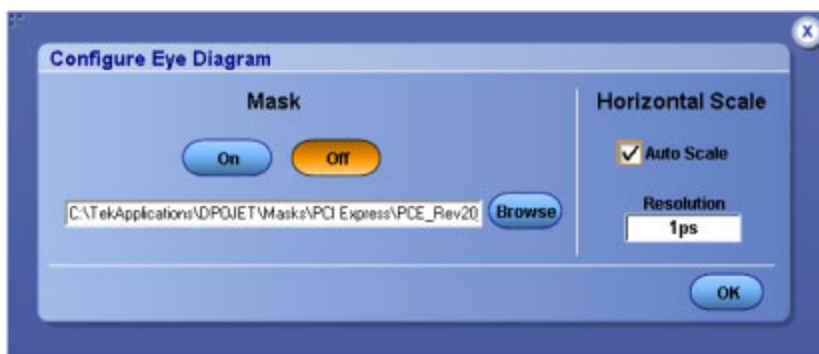 X
Configure Eye Diagram
Mask
Horizontal Scale
On
Off
Auto Scale
C:\TekApplications\DPOJET\Masks\PCI Express\PCE_Rev20
Browse
Resolution
1ps
OK